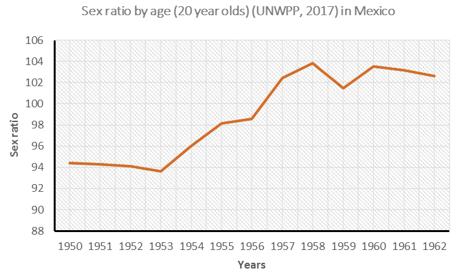 Sex ratio by age (20 year olds) (UNWPP, 2017) in Mexico
106
104
102
100
98
96
94
92
90
88
Sex ratio
1950 1951 1952 1953 1954 1955 1956 1957 1958 1959 1960 1961 1962
Years